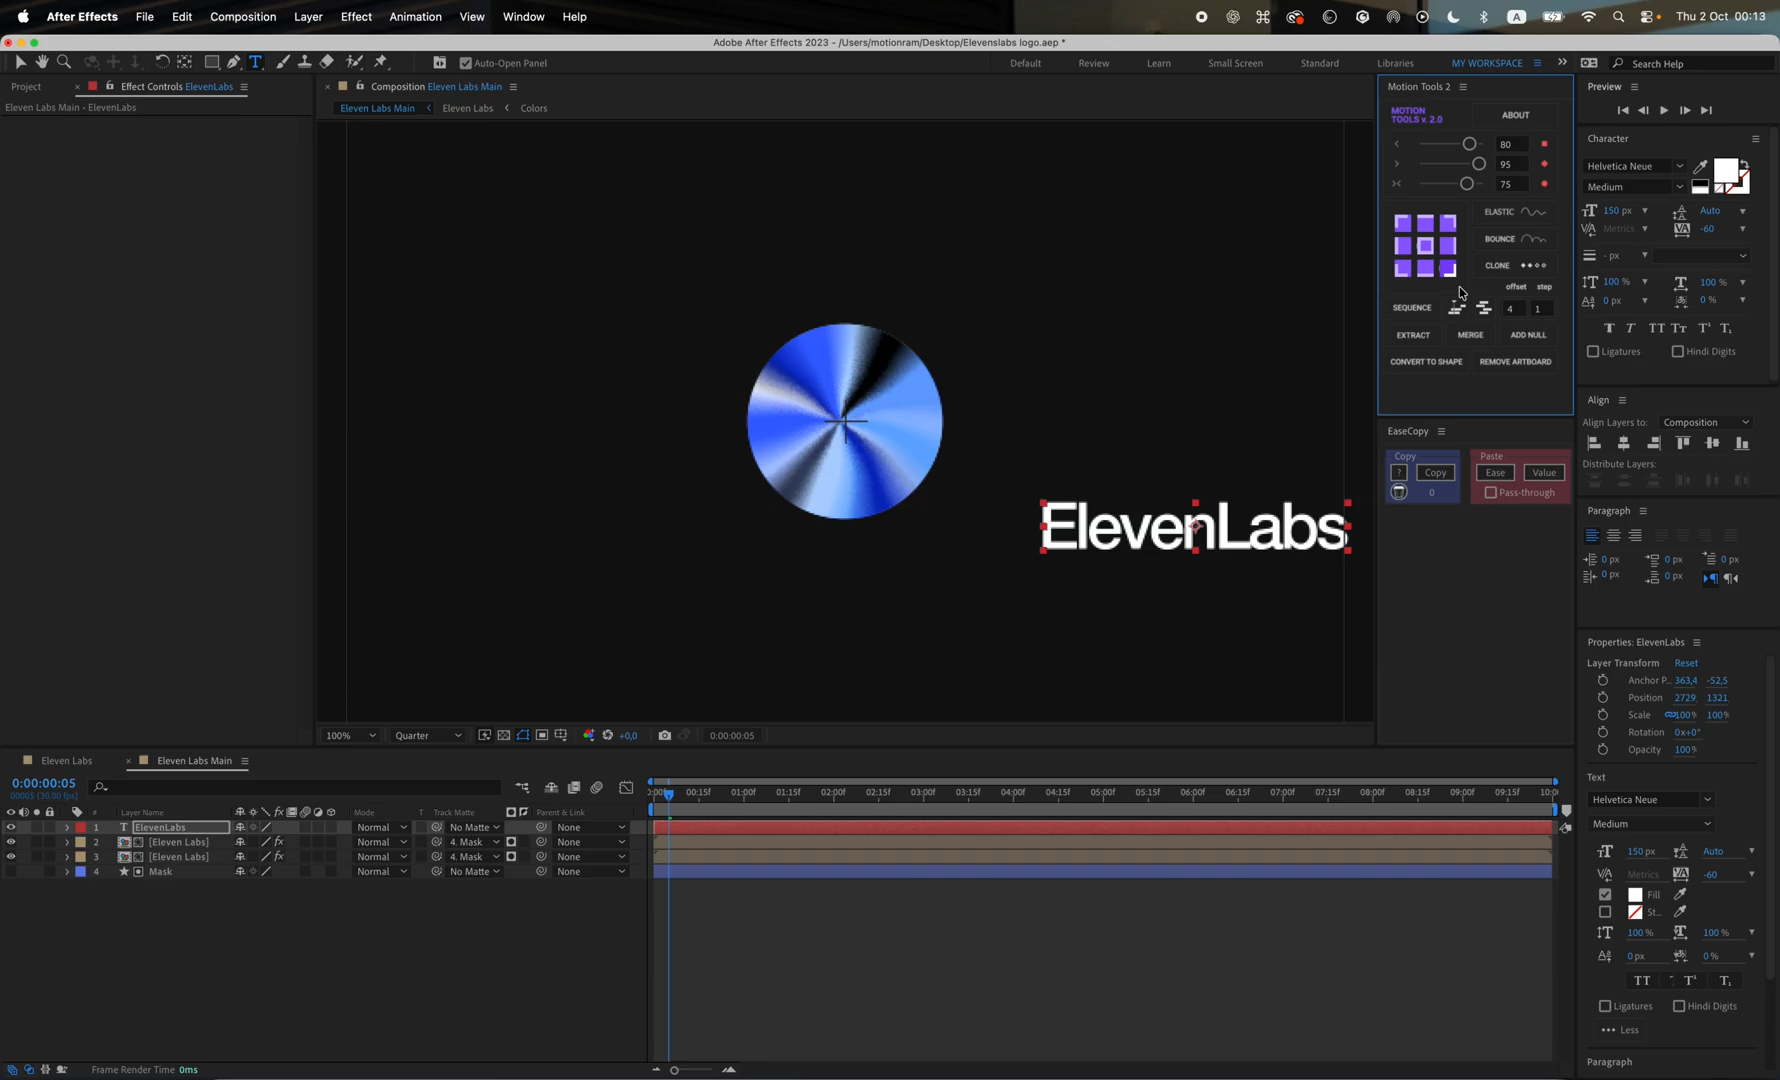 After Effects File Edit Composition Layer Effect Animation View Window Help
A Thu 2 Oct 00:13
Adobe After Effects 2023 - /Users/motionram/Desktop/Elevenslabs logo.aep *
Auto-Open Panel
Default Review Learn Small Screen Standard Libraries MY WORKSPACE Search Help
Project Effect Controls ElevenLabs
Eleven Labs Main • ElevenLabs
Composition Eleven Labs Main
Eleven Labs Main Eleven Labs Colors
ElevenLabs
100% Quarter +0,0 0:00:00:05
Motion Tools 2
MOTION
TOOLS v. 2.0
ABOUT
80
95
75
ELASTIC
BOUNCE
CLONE
offset step
SEQUENCE 4 1
EXTRACT MERGE ADD NULL
CONVERT TO SHAPE REMOVE ARTBOARD
EaseCopy
Copy Paste
? Copy Ease Value
0 Pass-through
Preview
Character
Helvetica Neue
Medium
150 px Auto
Metrics -60
- px
100 % 100 %
0 px 0 %
T T TT Tr T¹ T₁
Ligatures Hindi Digits
Align
Align Layers to: Composition
Distribute Layers:
Paragraph
0 px 0 px 0 px
0 px 0 px
Properties: ElevenLabs
Layer Transform Reset
Anchor P... 363,4 -52,5
Position 2729, 1321,
Scale 100% 100%
Rotation 0x+0°
Opacity 100%
Text
Helvetica Neue
Medium
150 px Auto
Metrics -60
Fill
St...
100 % 100 %
0 px 0 %
TT T¹ T₁
Ligatures Hindi Digits
••• Less
Paragraph
Eleven Labs Eleven Labs Main
0:00:00:05
00005 (30.00 fps)
# Layer Name fx Mode T Track Matte Parent & Link
1 T ElevenLabs Normal No Matte None
2 [Eleven Labs] fx Normal 4. Mask None
3 [Eleven Labs] fx Normal 4. Mask None
4 Mask Normal No Matte None
00:15f 01:00f 01:15f 02:00f 02:15f 03:00f 03:15f 04:00f 04:15f 05:00f 05:15f 06:00f 06:15f 07:00f 07:15f 08:00f 08:15f 09:00f 09:15f 10:0
Frame Render Time 0ms